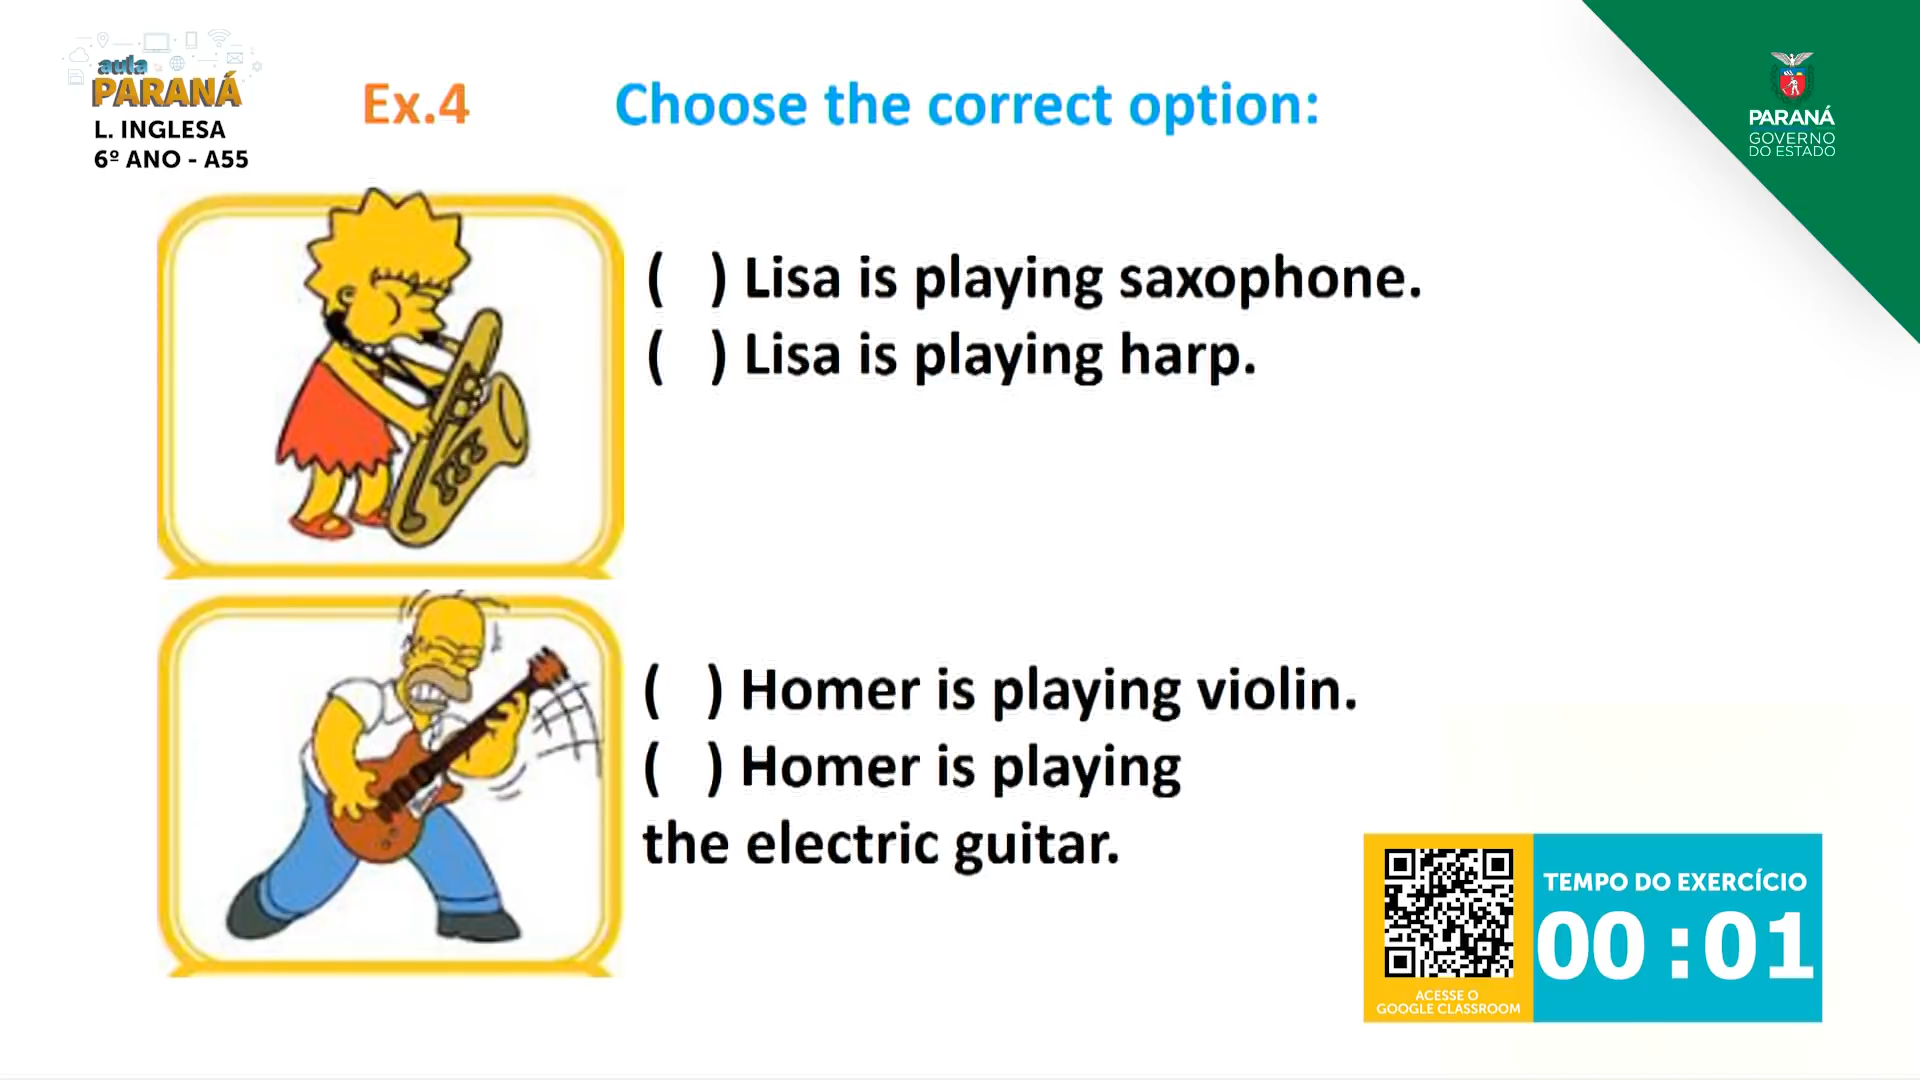 aula
PARANÁ
L. INGLESA
6º ANO - A55
Ex.4 Choose the correct option:
PARANÁ
GOVERNO
DO ESTADO
( ) Lisa is playing saxophone.
( ) Lisa is playing harp.
( ) Homer is playing violin.
( ) Homer is playing
the electric guitar.
TEMPO DO EXERCÍCIO
00:01
ACESSE O
GOOGLE CLASSROOM